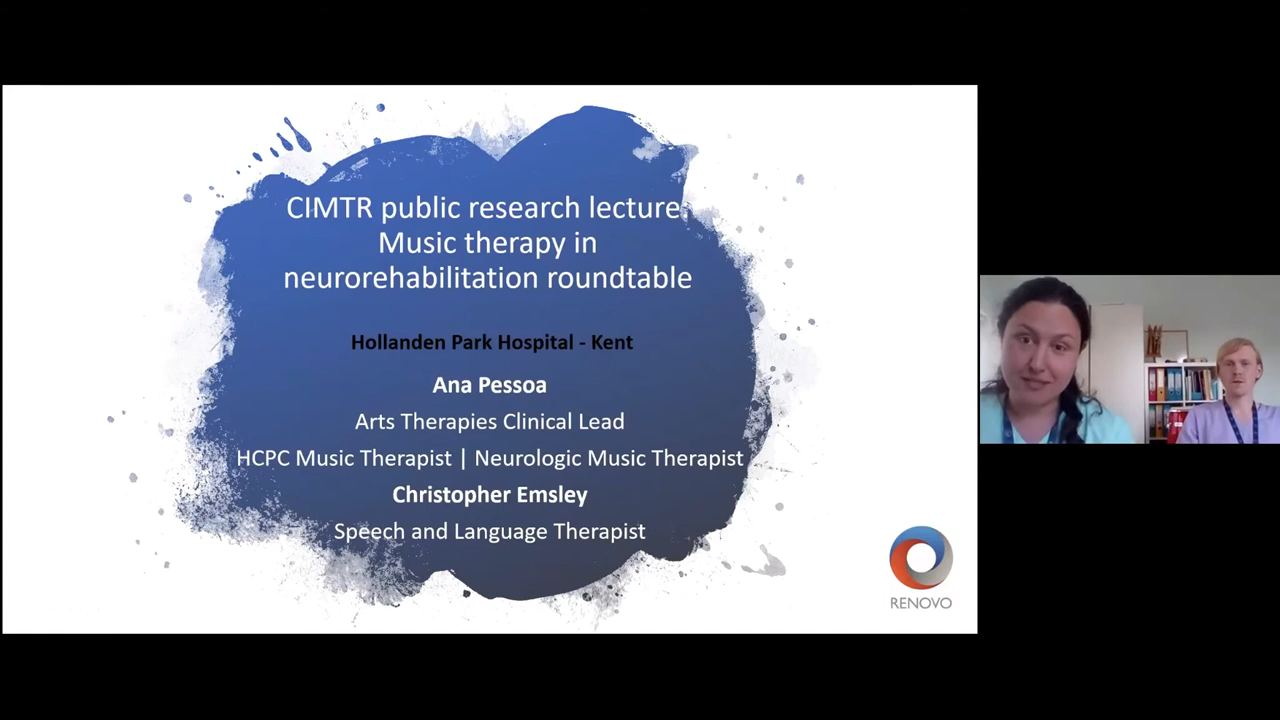 CIMTR public research lecture:
Music therapy in
neurorehabilitation roundtable
Hollanden Park Hospital - Kent
Ana Pessoa
Arts Therapies Clinical Lead
HCPC Music Therapist | Neurologic Music Therapist
Christopher Emsley
Speech and Language Therapist
RENOVO